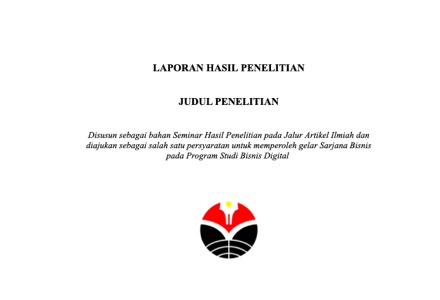 LAPORAN HASIL PENELITIAN
JUDUL PENELITIAN
Disusun sebagai bahan Seminar Hasil Penelitian pada Jalur Artikel Ilmiah dan
diajukan sebagai salah satu persyaratan untuk memperoleh gelar Sarjana Bisnis
pada Program Studi Bisnis Digital